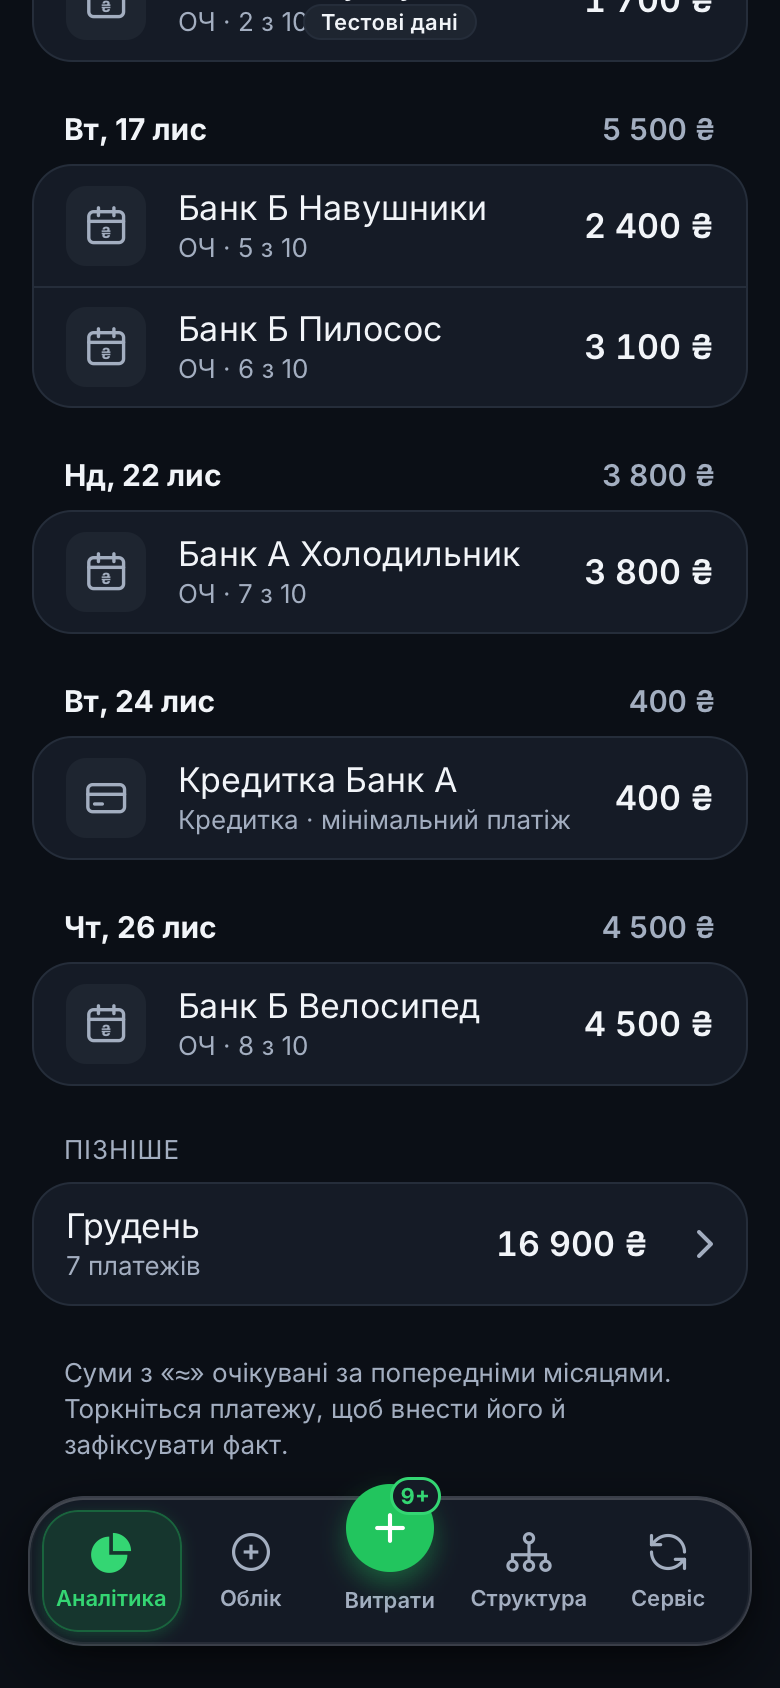 1 700 ₴
ОЧ · 2 з 10
Тестові дані
Вт, 17 лис
5 500 ₴
Банк Б Навушники
2 400 ₴
ОЧ · 5 з 10
Банк Б Пилосос
3 100 ₴
ОЧ · 6 з 10
Нд, 22 лис
3 800 ₴
Банк А Холодильник
3 800 ₴
ОЧ · 7 з 10
Вт, 24 лис
400 ₴
Кредитка Банк А
400 ₴
Кредитка · мінімальний платіж
Чт, 26 лис
4 500 ₴
Банк Б Велосипед
4 500 ₴
ОЧ · 8 з 10
ПІЗНІШЕ
Грудень
16 900 ₴
7 платежів
Суми з «≈» очікувані за попередніми місяцями.
Торкніться платежу, щоб внести його й
зафіксувати факт.
9+
Аналітика
Облік
Витрати
Структура
Сервіс